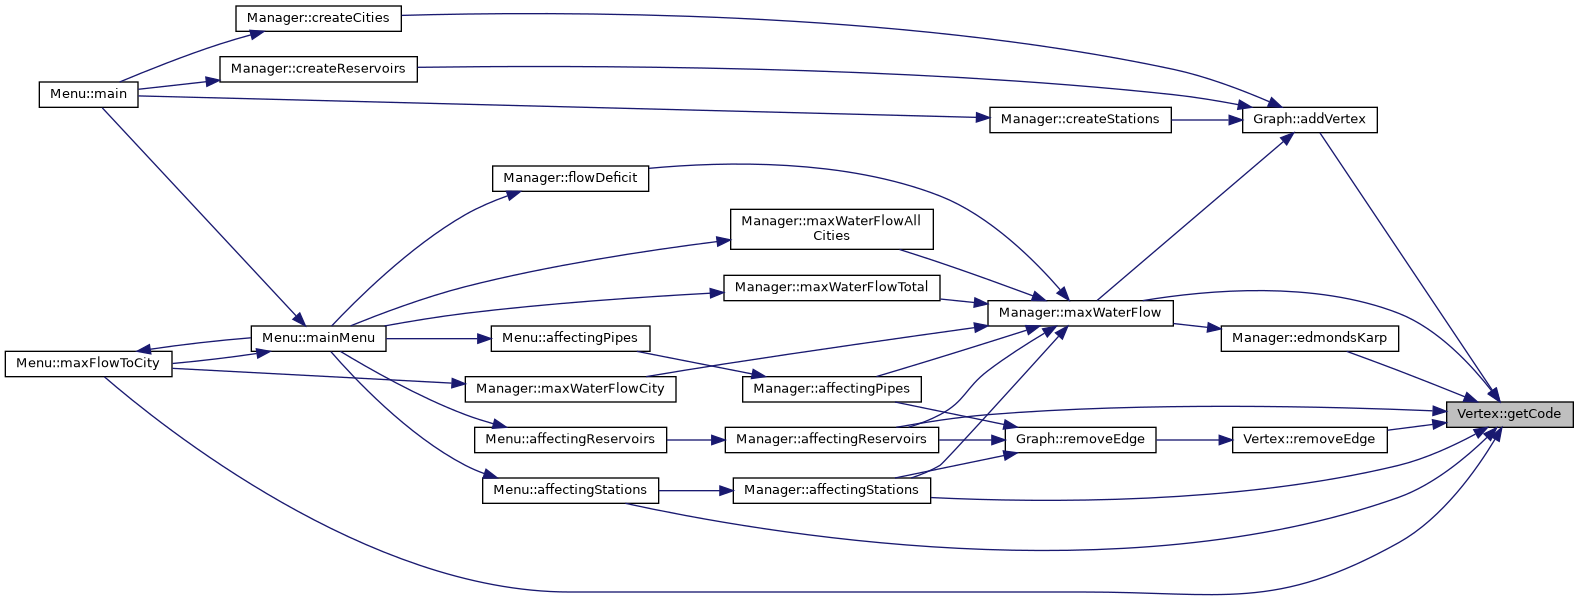 Manager::createCities
Manager::createReservoirs
Menu::main
Manager::createStations
Graph::addVertex
Manager::flowDeficit
Manager::maxWaterFlowAll
Cities
Manager::maxWaterFlowTotal
Manager::maxWaterFlow
Menu::mainMenu
Menu::affectingPipes
Manager::edmondsKarp
Menu::maxFlowToCity
Manager::maxWaterFlowCity
Manager::affectingPipes
Vertex::getCode
Menu::affectingReservoirs
Manager::affectingReservoirs
Graph::removeEdge
Vertex::removeEdge
Menu::affectingStations
Manager::affectingStations